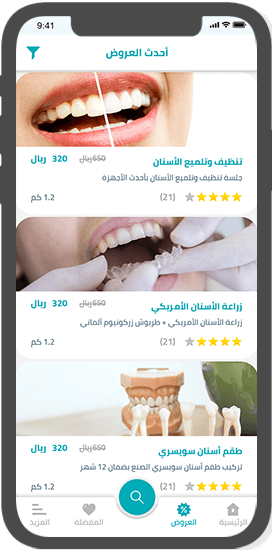 9:41
أحدث العروض
تنظيف وتلميع الأسنان 650 ريال 320 ريال
جلسة تنظيف وتلميع الأسنان بأحدث الأجهزة
(21) 1.2 كم
زراعة الأسنان الأمريكي 650 ريال 320 ريال
زراعة الأسنان الأمريكي + طربوش زركونيوم ألماني
(21) 1.2 كم
طقم أسنان سويسري 650 ريال 320 ريال
تركيب طقم أسنان سويسري الصنع بضمان 12 شهر
(21) 1.2 كم
الرئيسية العروض المفضلة المزيد